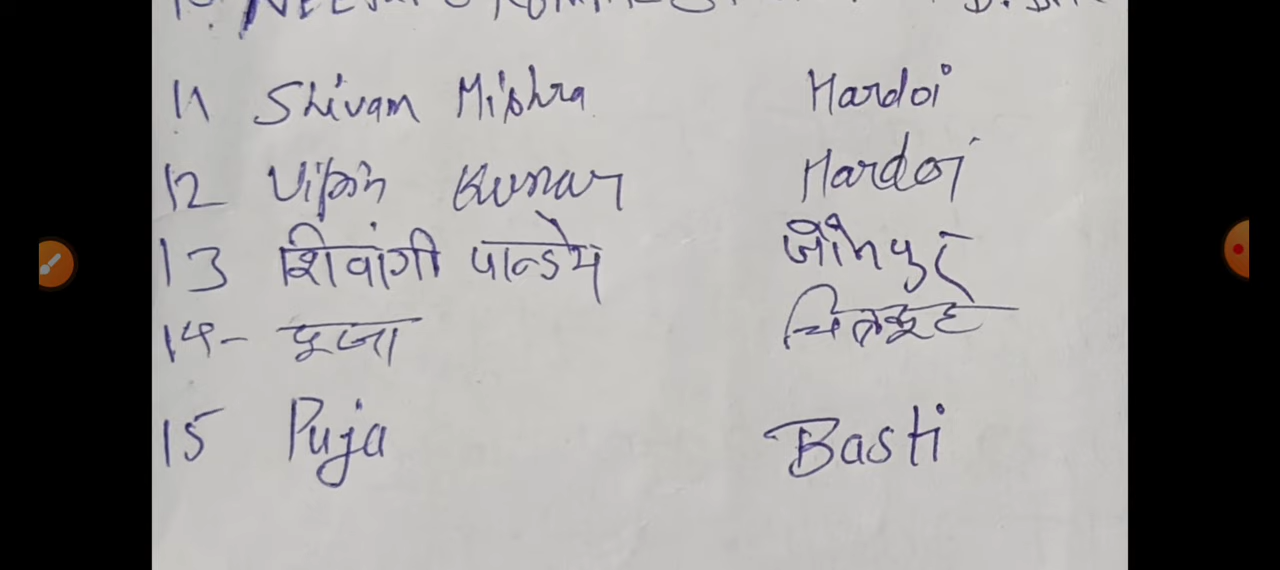 11 Shivam Mishra Hardoi
12 Vipin Kumar Hardoi
13 शिवांगी पान्डेय जौनपुर
14- पूजा चित्रकूट
15 Puja Basti